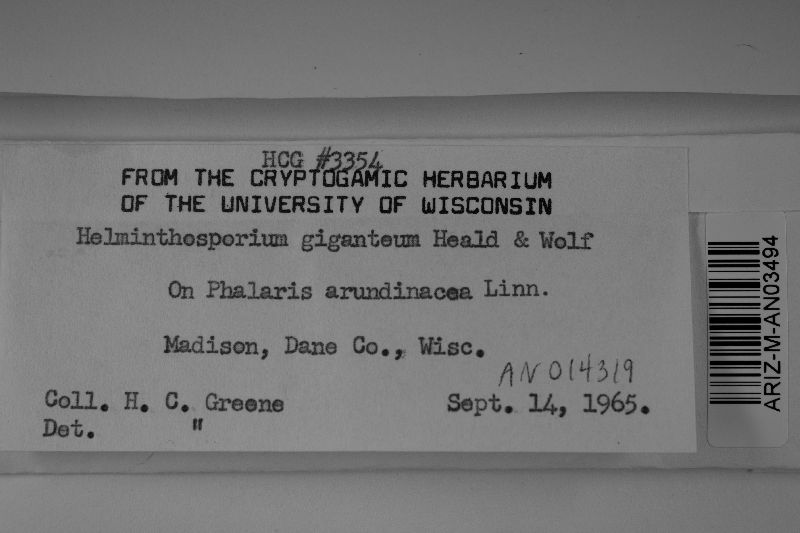 HCG #3354
FROM THE CRYPTOGAMIC HERBARIUM
OF THE UNIVERSITY OF WISCONSIN
Helminthosporium giganteum Heald & Wolf
On Phalaris arundinacea Linn.
Madison, Dane Co., Wisc.
AN014319
Coll. H. C. Greene Sept. 14, 1965.
Det. "
ARIZ-M-AN03494